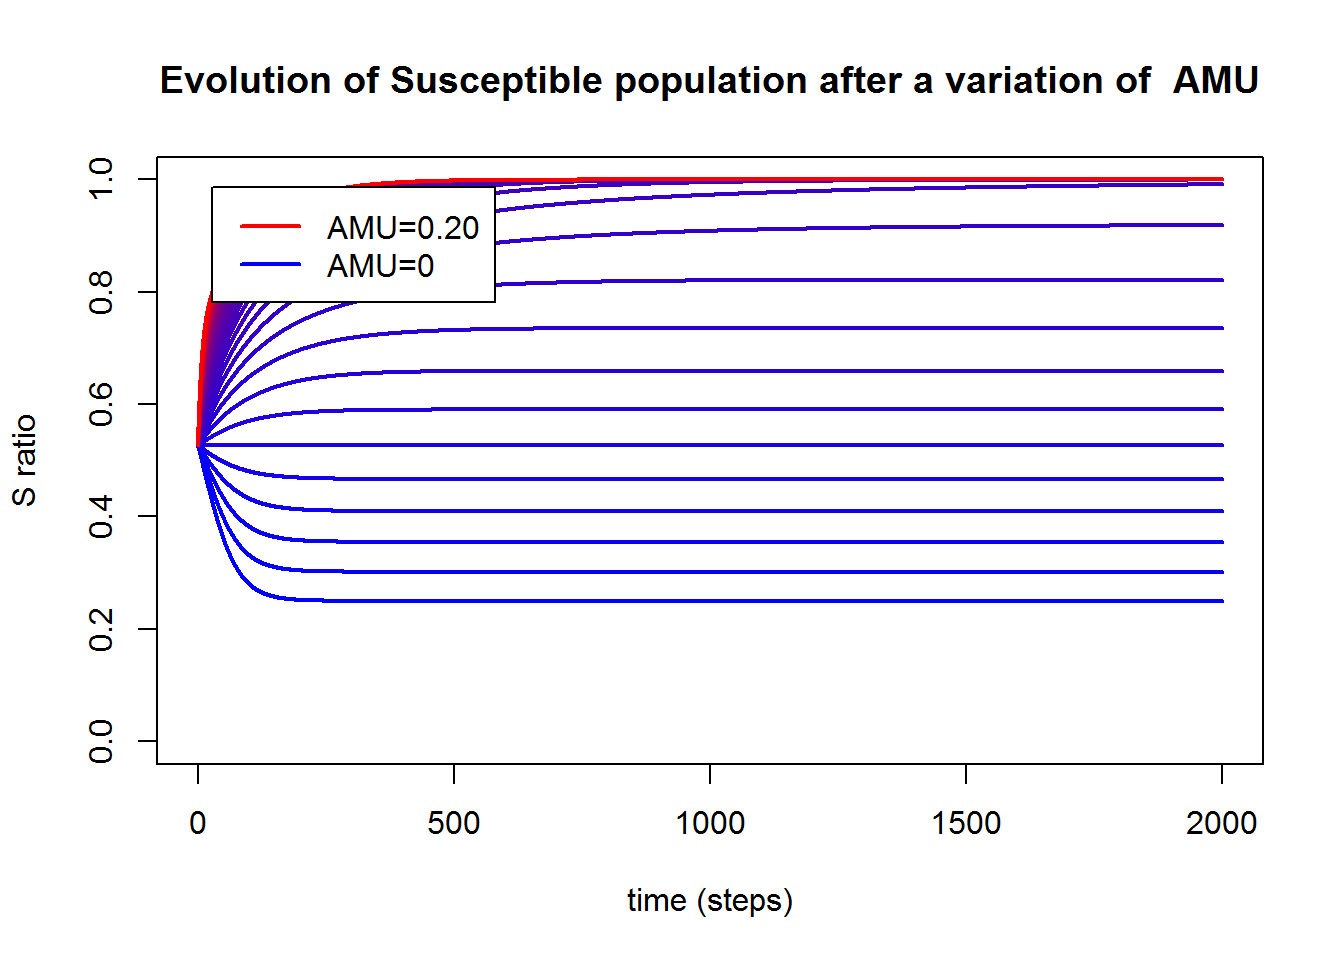 Evolution of Susceptible population after a variation of  AMU
S ratio
1.0
0.8
0.6
0.4
0.2
0.0
AMU=0.20
AMU=0
0 500 1000 1500 2000
time (steps)